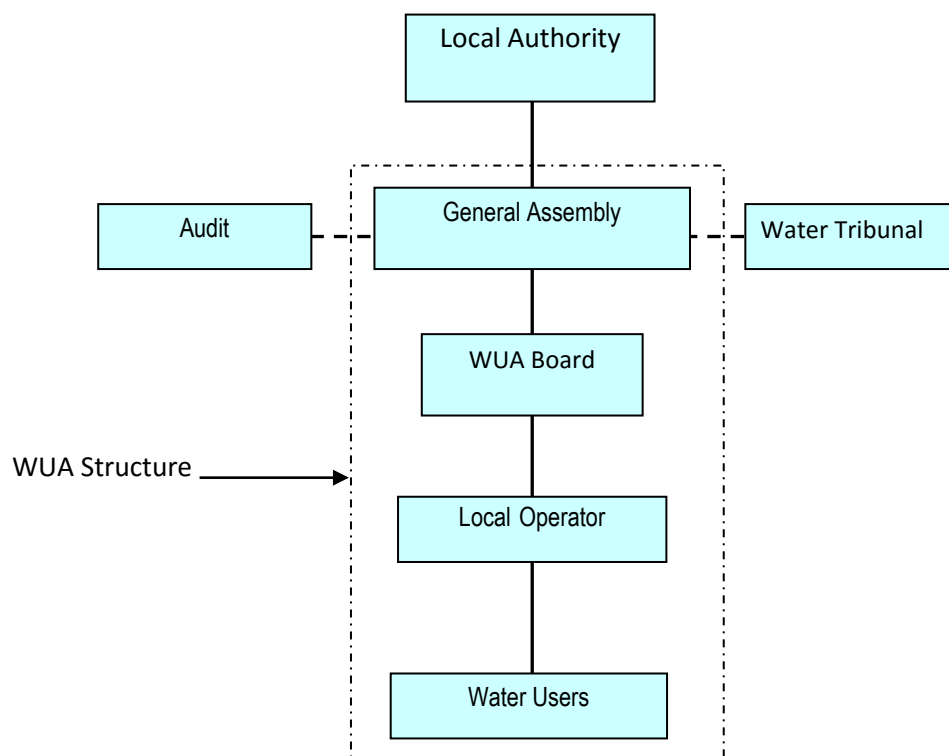 Local Authority
General Assembly
Audit
Water Tribunal
WUA Board
WUA Structure
Local Operator
Water Users